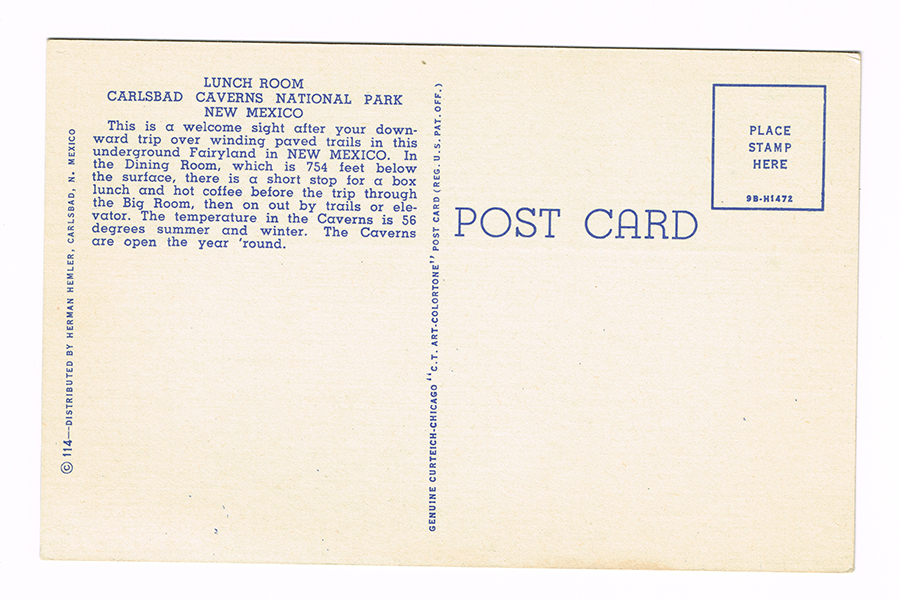 LUNCH ROOM
CARLSBAD CAVERNS NATIONAL PARK
NEW MEXICO
This is a welcome sight after your down-
ward trip over winding paved trails in this
underground Fairyland in NEW MEXICO. In
the Dining Room, which is 754 feet below
the surface, there is a short stop for a box
lunch and hot coffee before the trip through
the Big Room, then on out by trails or ele-
vator. The temperature in the Caverns is 56
degrees summer and winter. The Caverns
are open the year 'round.
© 114—DISTRIBUTED BY HERMAN HEMLER, CARLSBAD, N. MEXICO
GENUINE CURTEICH-CHICAGO "C.T. ART-COLORTONE" POST CARD (REG. U.S. PAT. OFF.)
POST CARD
PLACE
STAMP
HERE
9B-H1472